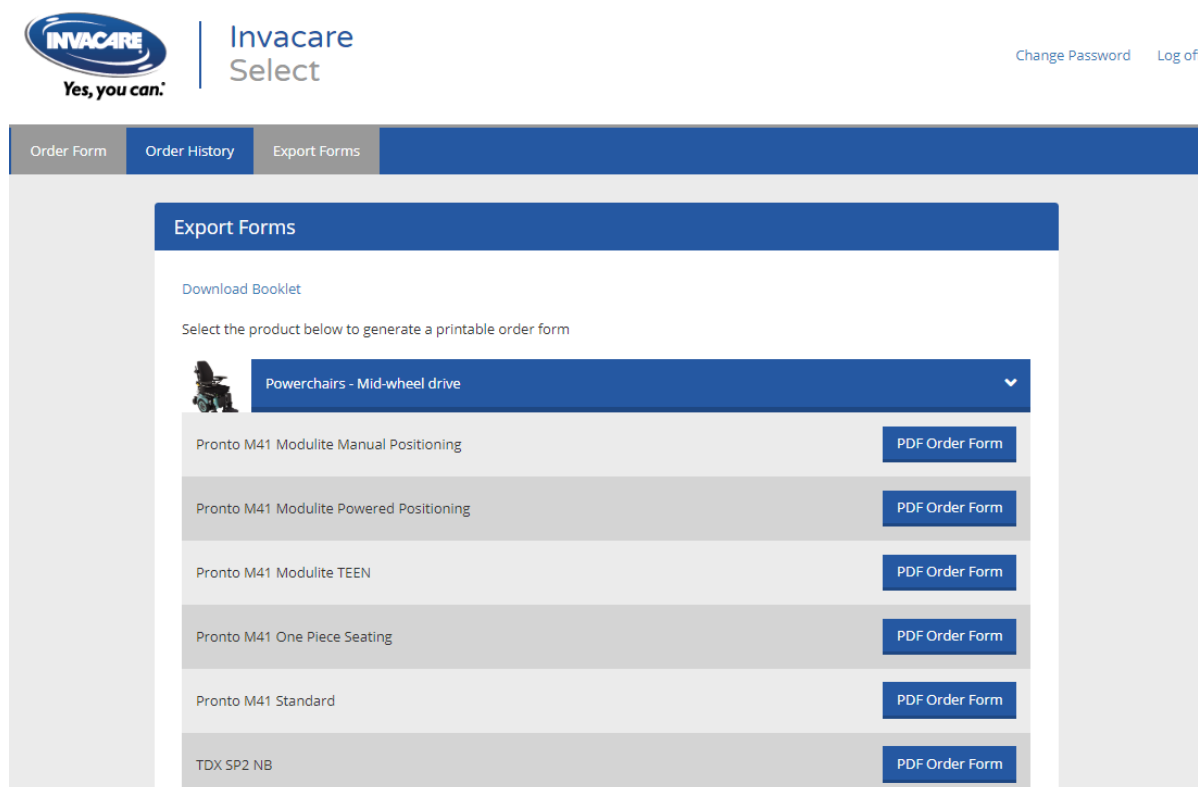 INVACARE
Yes, you can.
Invacare
Select
Change Password Log of
Order Form Order History Export Forms
Export Forms
Download Booklet
Select the product below to generate a printable order form
Powerchairs - Mid-wheel drive
Pronto M41 Modulite Manual Positioning PDF Order Form
Pronto M41 Modulite Powered Positioning PDF Order Form
Pronto M41 Modulite TEEN PDF Order Form
Pronto M41 One Piece Seating PDF Order Form
Pronto M41 Standard PDF Order Form
TDX SP2 NB PDF Order Form